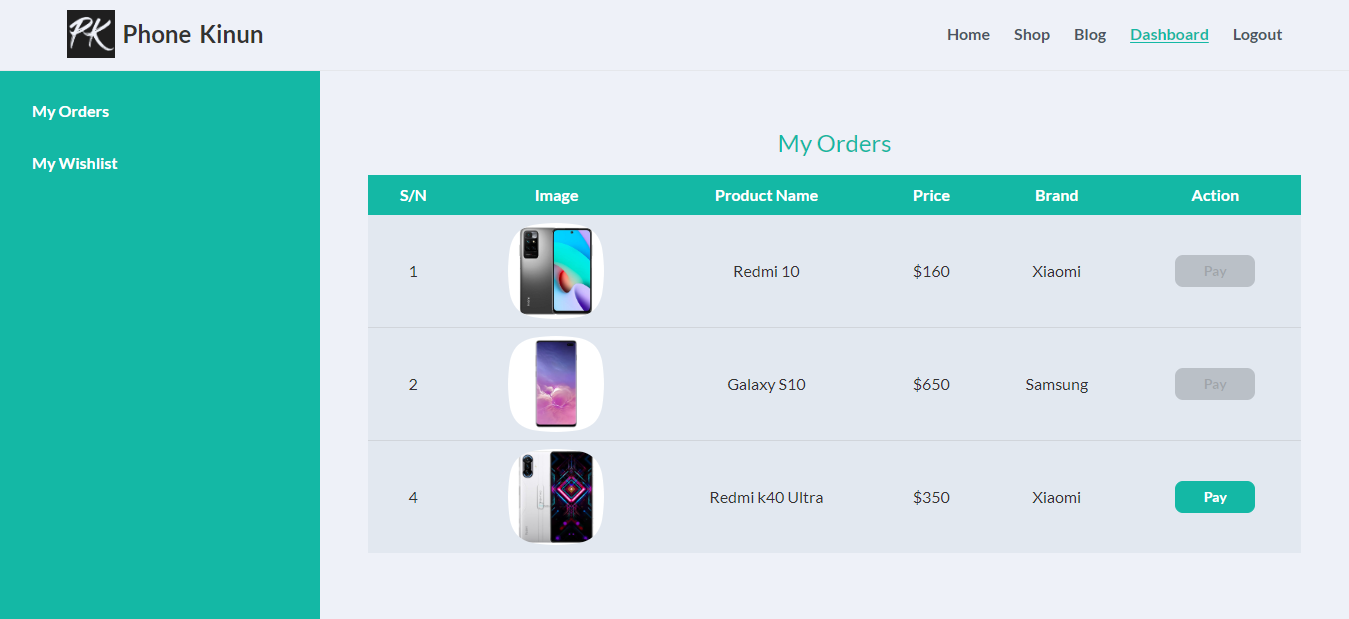 PK Phone Kinun Home Shop Blog Dashboard Logout
My Orders
My Wishlist
My Orders
S/N Image Product Name Price Brand Action
1 Redmi 10 $160 Xiaomi Pay
2 Galaxy S10 $650 Samsung Pay
4 Redmi k40 Ultra $350 Xiaomi Pay